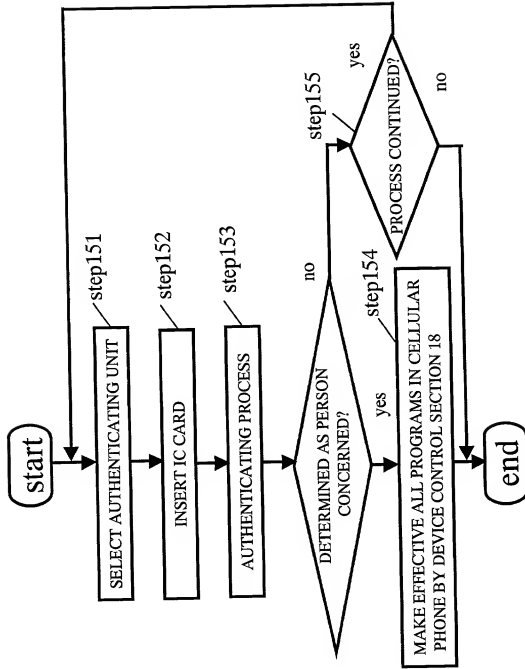 start
step151
SELECT AUTHENTICATING UNIT
step152
INSERT IC CARD
step153
AUTHENTICATING PROCESS
DETERMINED AS PERSON
CONCERNED?
no
yes
step155
PROCESS CONTINUED?
yes
no
step154
MAKE EFFECTIVE ALL PROGRAMS IN CELLULAR
PHONE BY DEVICE CONTROL SECTION 18
end